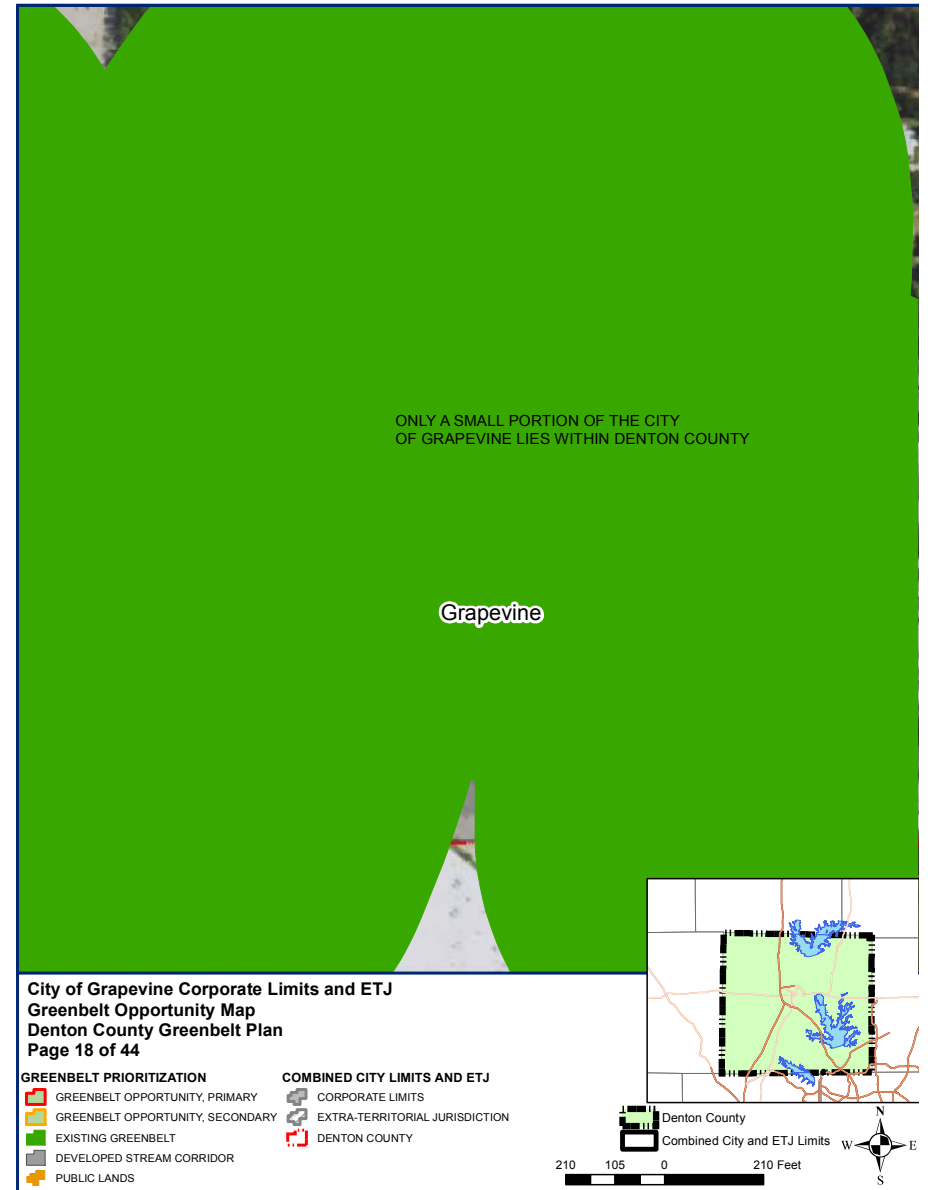 ONLY A SMALL PORTION OF THE CITY
OF GRAPEVINE LIES WITHIN DENTON COUNTY
Grapevine
City of Grapevine Corporate Limits and ETJ
Greenbelt Opportunity Map
Denton County Greenbelt Plan
Page 18 of 44
GREENBELT PRIORITIZATION
GREENBELT OPPORTUNITY, PRIMARY
GREENBELT OPPORTUNITY, SECONDARY
EXISTING GREENBELT
DEVELOPED STREAM CORRIDOR
PUBLIC LANDS
COMBINED CITY LIMITS AND ETJ
CORPORATE LIMITS
EXTRA-TERRITORIAL JURISDICTION
DENTON COUNTY
Denton County
Combined City and ETJ Limits
210 105 0 210 Feet
N
W E
S